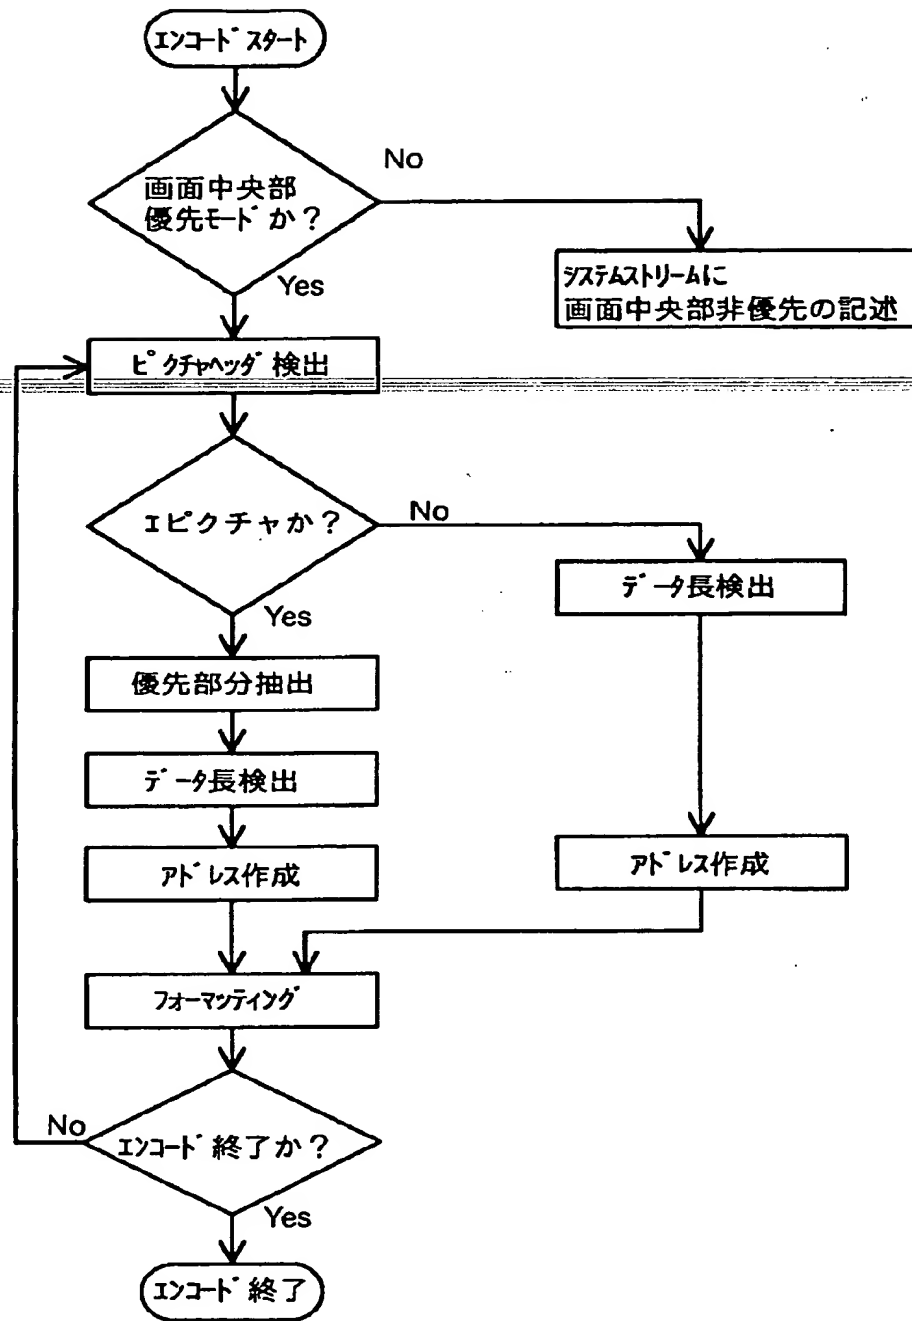 エンコードスタート
No
画面中央部
優先モードか?
Yes
システムストリームに
画面中央部非優先の記述
ピクチャヘッダ検出
Iピクチャか?
No
データ長検出
Yes
優先部分抽出
データ長検出
アドレス作成
アドレス作成
フォーマッティング
No
エンコード終了か?
Yes
エンコード終了